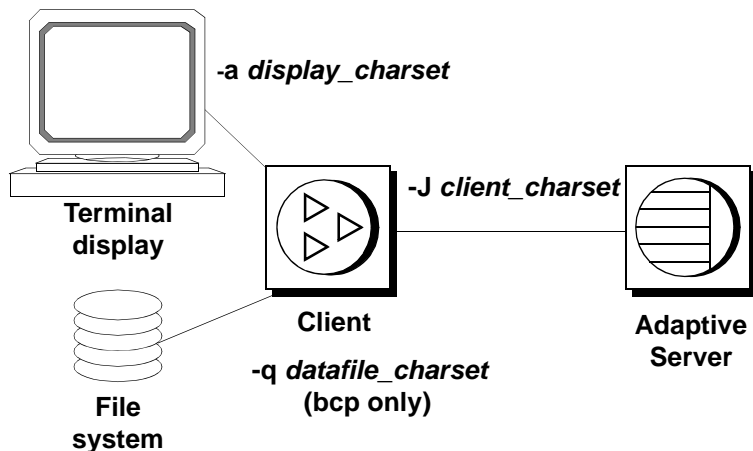 -a display_charset
-J client_charset
Terminal
display
Client
Adaptive
Server
-q datafile_charset
(bcp only)
File
system